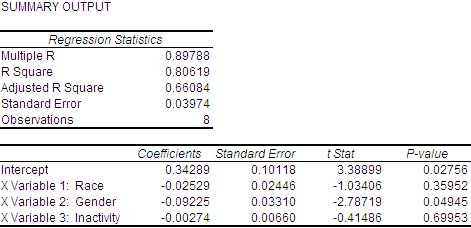 SUMMARY OUTPUT
Regression Statistics
Multiple R 0.89788
R Square 0.80619
Adjusted R Square 0.66084
Standard Error 0.03974
Observations 8
Coefficients Standard Error t Stat P-value
Intercept 0.34289 0.10118 3.38899 0.02756
X Variable 1: Race -0.02529 0.02446 -1.03406 0.35952
X Variable 2: Gender -0.09225 0.03310 -2.78719 0.04945
X Variable 3: Inactivity -0.00274 0.00660 -0.41486 0.69953